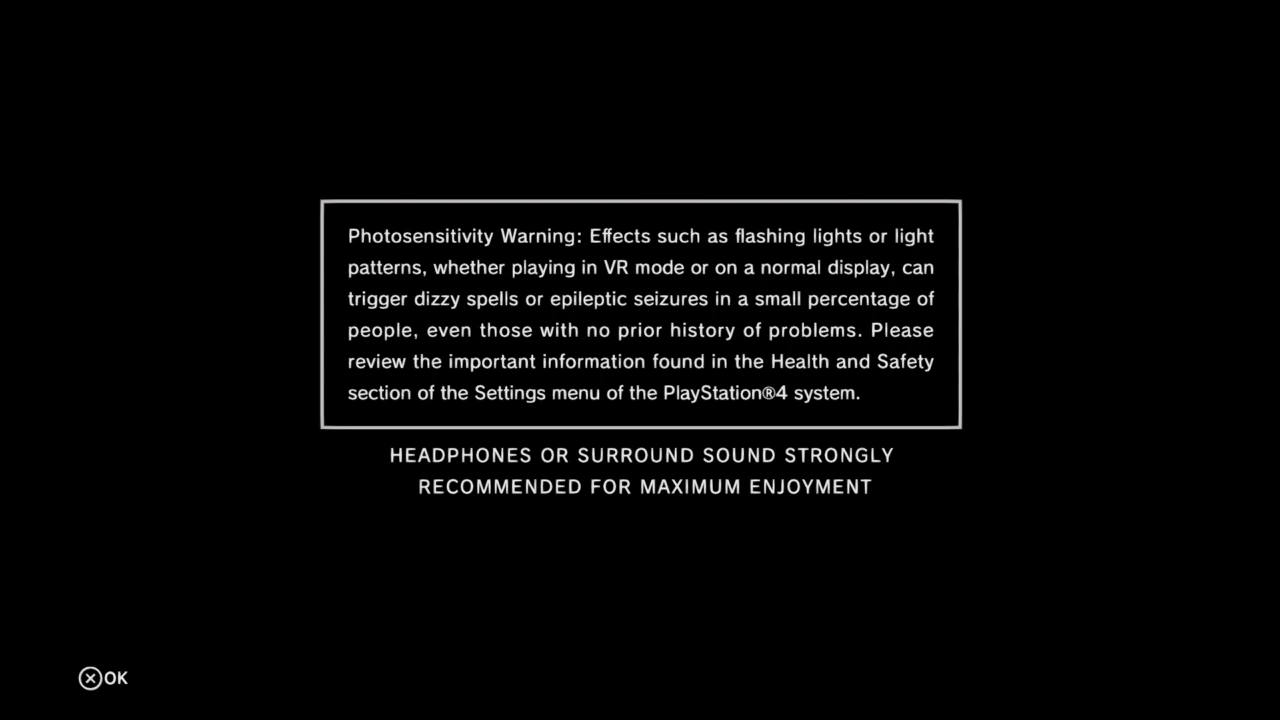 Photosensitivity Warning: Effects such as flashing lights or light
patterns, whether playing in VR mode or on a normal display, can
trigger dizzy spells or epileptic seizures in a small percentage of
people, even those with no prior history of problems. Please
review the important information found in the Health and Safety
section of the Settings menu of the PlayStation®4 system.
HEADPHONES OR SURROUND SOUND STRONGLY
RECOMMENDED FOR MAXIMUM ENJOYMENT
OK